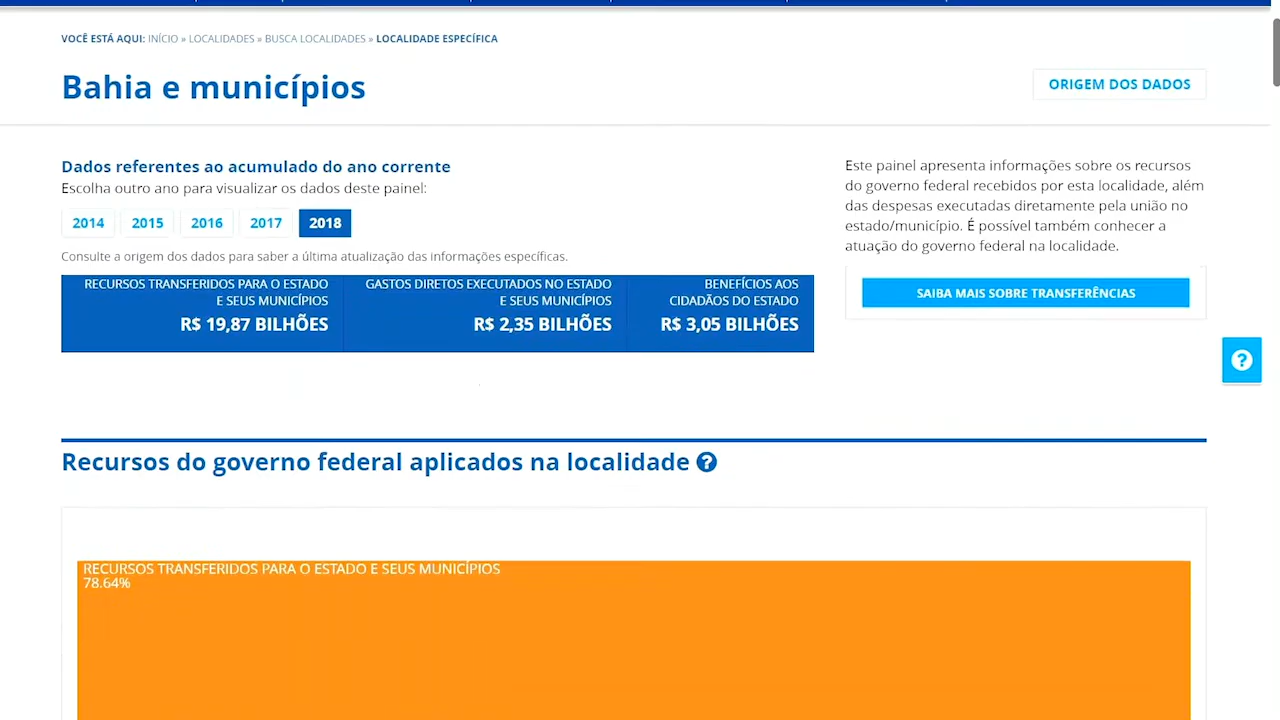 VOCÊ ESTÁ AQUI: INÍCIO » LOCALIDADES » BUSCA LOCALIDADES » LOCALIDADE ESPECÍFICA
Bahia e municípios
ORIGEM DOS DADOS
Dados referentes ao acumulado do ano corrente
Escolha outro ano para visualizar os dados deste painel:
2014 2015 2016 2017 2018
Consulte a origem dos dados para saber a última atualização das informações específicas.
RECURSOS TRANSFERIDOS PARA O ESTADO
E SEUS MUNICÍPIOS
R$ 19,87 BILHÕES
GASTOS DIRETOS EXECUTADOS NO ESTADO
E SEUS MUNICÍPIOS
R$ 2,35 BILHÕES
BENEFÍCIOS AOS
CIDADÃOS DO ESTADO
R$ 3,05 BILHÕES
Este painel apresenta informações sobre os recursos
do governo federal recebidos por esta localidade, além
das despesas executadas diretamente pela união no
estado/município. É possível também conhecer a
atuação do governo federal na localidade.
SAIBA MAIS SOBRE TRANSFERÊNCIAS
?
Recursos do governo federal aplicados na localidade ?
RECURSOS TRANSFERIDOS PARA O ESTADO E SEUS MUNICÍPIOS
78.64%